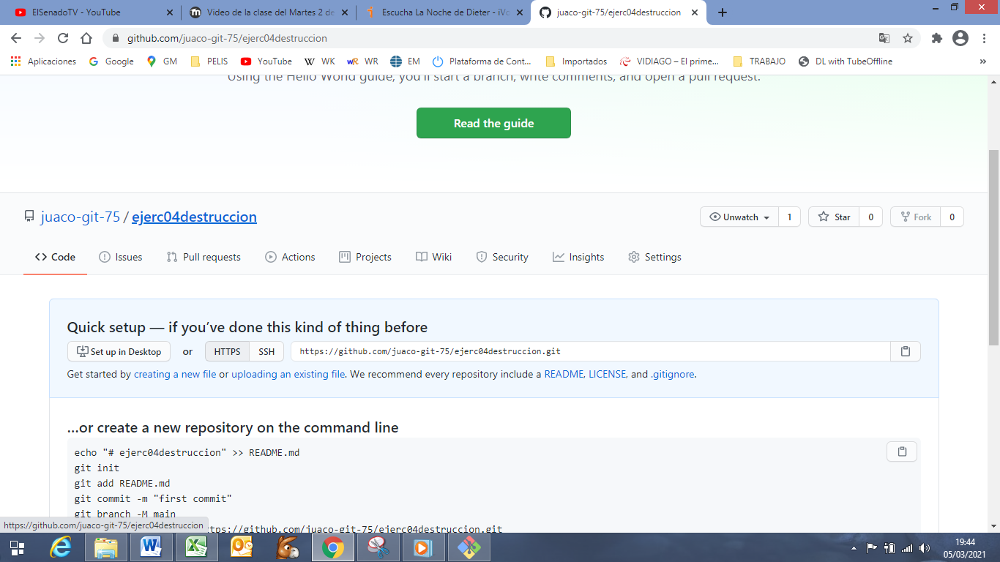 ElSenadoTV - YouTube
Video de la clase del Martes 2 de
Escucha La Noche de Dieter - iVo
juaco-git-75/ejerc04destruccion
github.com/juaco-git-75/ejerc04destruccion
Aplicaciones Google GM PELIS YouTube WK WR EM Plataforma de Cont... Importados VIDIAGO – El prime... TRABAJO DL with TubeOffline »
Using the Hello World guide, you'll start a branch, write comments, and open a pull request.
Read the guide
juaco-git-75 / ejerc04destruccion
Unwatch 1 Star 0 Fork 0
Code Issues Pull requests Actions Projects Wiki Security Insights Settings
Quick setup — if you've done this kind of thing before
Set up in Desktop or HTTPS SSH https://github.com/juaco-git-75/ejerc04destruccion.git
Get started by creating a new file or uploading an existing file. We recommend every repository include a README, LICENSE, and .gitignore.
...or create a new repository on the command line
echo "# ejerc04destruccion" >> README.md
git init
git add README.md
git commit -m "first commit"
git branch -M main
ttps://github.com/juaco-git-75/ejerc04destruccion.git
https://github.com/juaco-git-75/ejerc04destruccion
19:44
05/03/2021